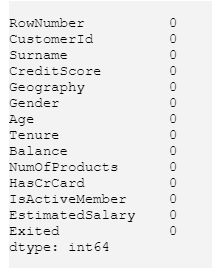 RowNumber 0
CustomerId 0
Surname 0
CreditScore 0
Geography 0
Gender 0
Age 0
Tenure 0
Balance 0
NumOfProducts 0
HasCrCard 0
IsActiveMember 0
EstimatedSalary 0
Exited 0
dtype: int64